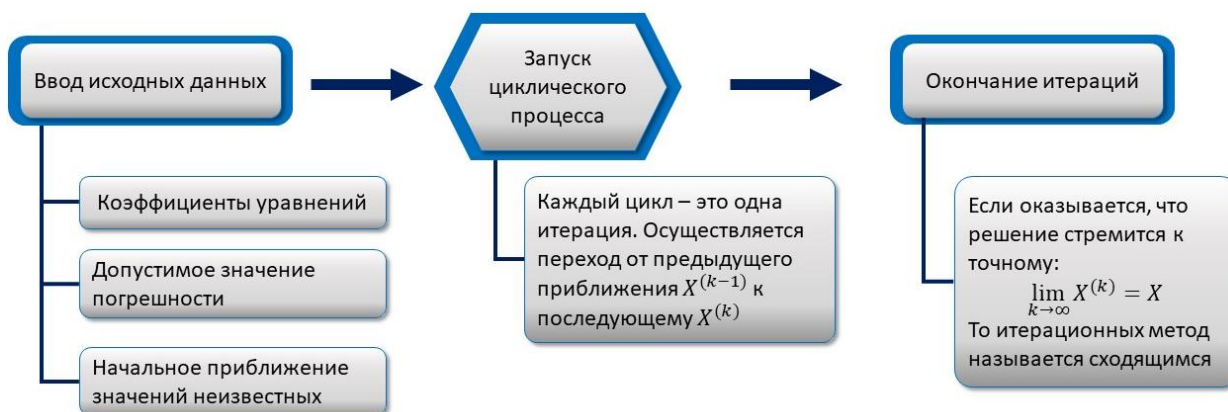 Ввод исходных данных
Коэффициенты уравнений
Допустимое значение
погрешности
Начальное приближение
значений неизвестных
Запуск
циклического
процесса
Каждый цикл – это одна
итерация. Осуществляется
переход от предыдущего
приближения X^(k−1) к
последующему X^(k)
Окончание итераций
Если оказывается, что
решение стремится к
точному:
lim X^(k) = X
k→∞
То итерационных метод
называется сходящимся